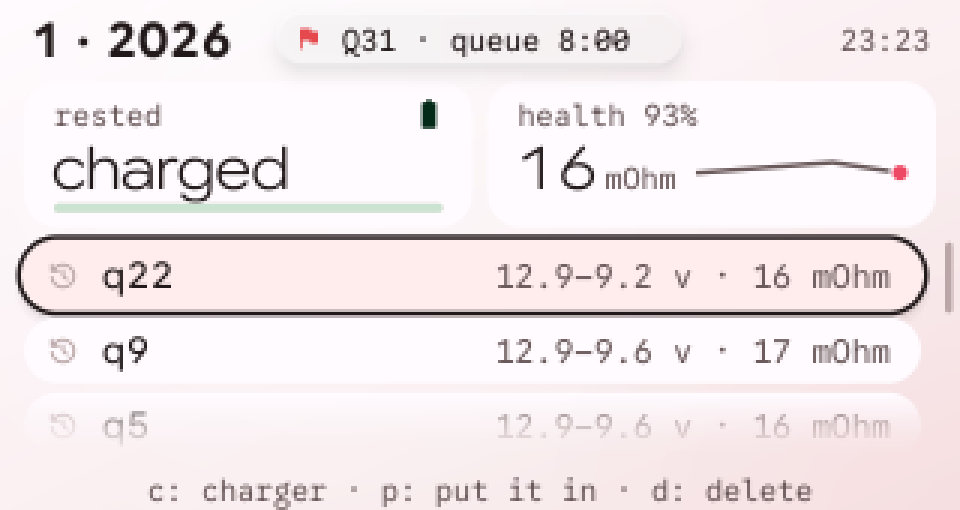 1 · 2026 Q31 · queue 8:00 23:23
rested health 93%
charged 16 mOhm
q22 12.9–9.2 v · 16 mOhm
q9 12.9–9.6 v · 17 mOhm
q5 12.9–9.6 v · 16 mOhm
c: charger · p: put it in · d: delete